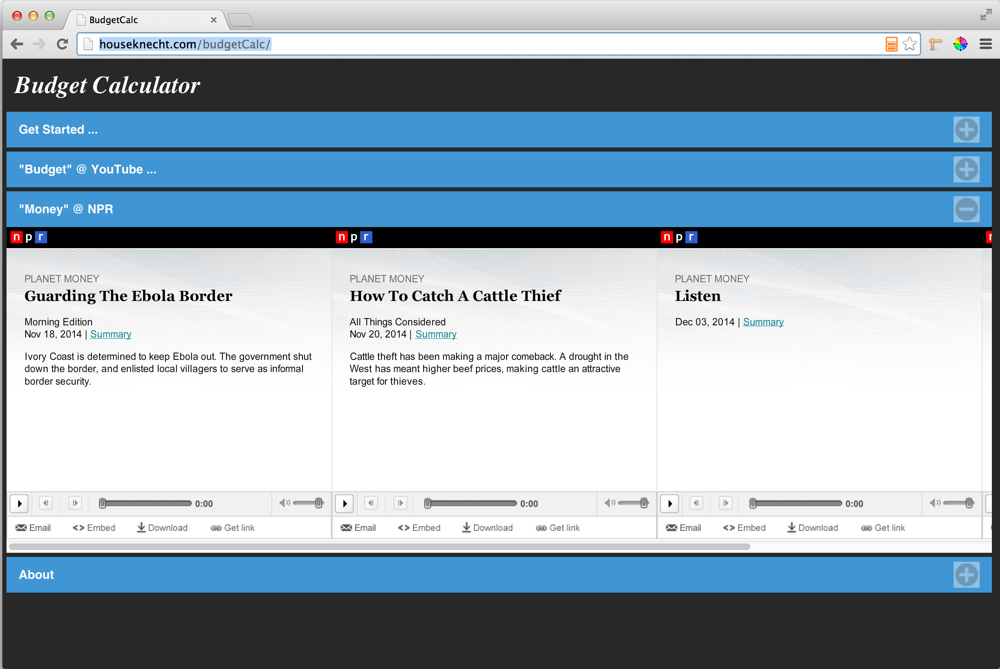 BudgetCalc
houseknecht.com/budgetCalc/
Budget Calculator
Get Started ...
"Budget" @ YouTube ...
"Money" @ NPR
n p r
PLANET MONEY
Guarding The Ebola Border
Morning Edition
Nov 18, 2014 | Summary
Ivory Coast is determined to keep Ebola out. The government shut
down the border, and enlisted local villagers to serve as informal
border security.
0:00
Email Embed Download Get link
n p r
PLANET MONEY
How To Catch A Cattle Thief
All Things Considered
Nov 20, 2014 | Summary
Cattle theft has been making a major comeback. A drought in the
West has meant higher beef prices, making cattle an attractive
target for thieves.
0:00
Email Embed Download Get link
n p r
PLANET MONEY
Listen
Dec 03, 2014 | Summary
0:00
Email Embed Download Get link
About